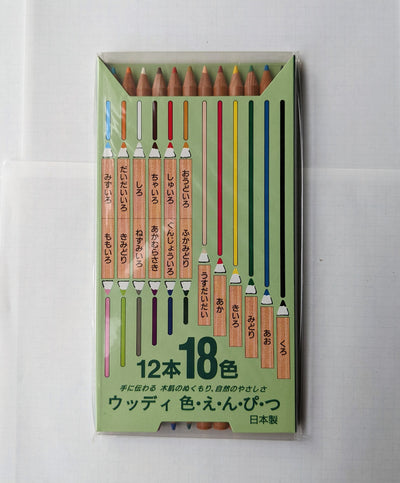 みずいろ
だいだいいろ
しろ
ちゃいろ
しゅいろ
おうどいろ
ももいろ
きみどり
ねずみいろ
あかむらさき
ぐんじょういろ
ふかみどり
うすだいだい
あか
きいろ
みどり
あお
くろ
12本18色
手に伝わる 木肌のぬくもり、自然のやさしさ
ウッディ 色・え・ん・ぴ・つ
日本製